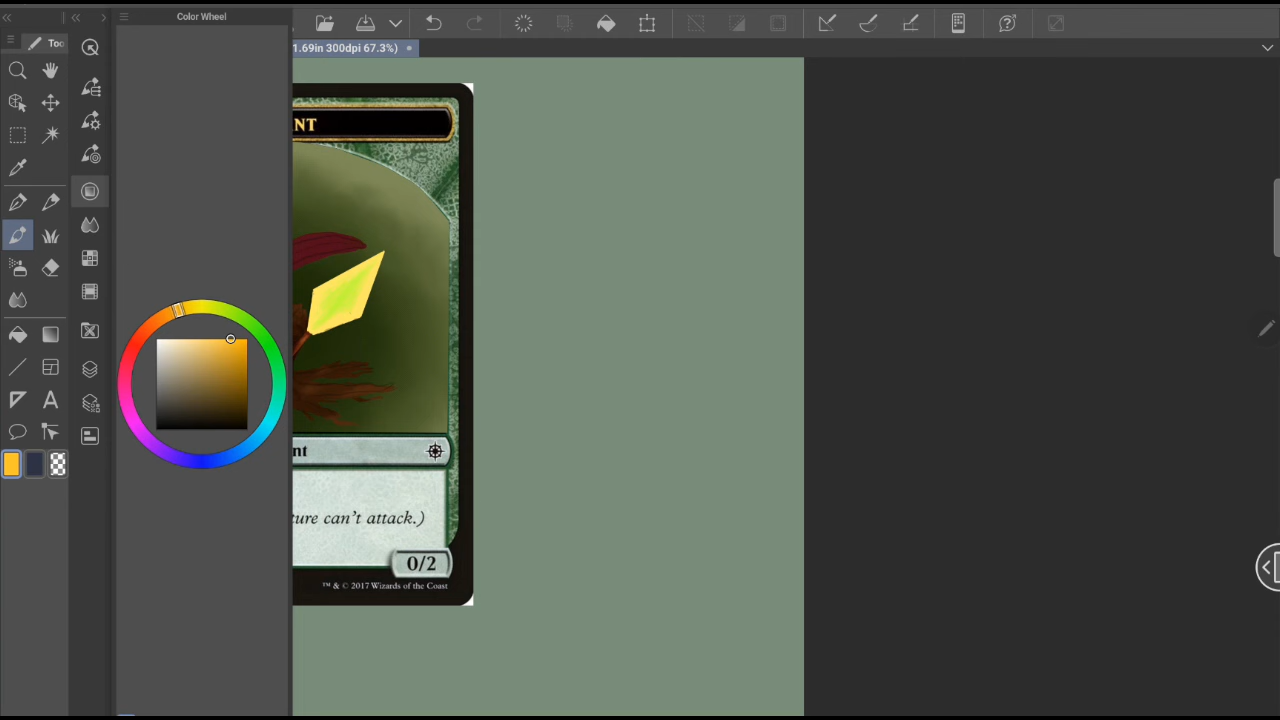 Color Wheel
Too
1.69in 300dpi 67.3%)
NT
nt
ture can't attack.)
0/2
™ & © 2017 Wizards of the Coast